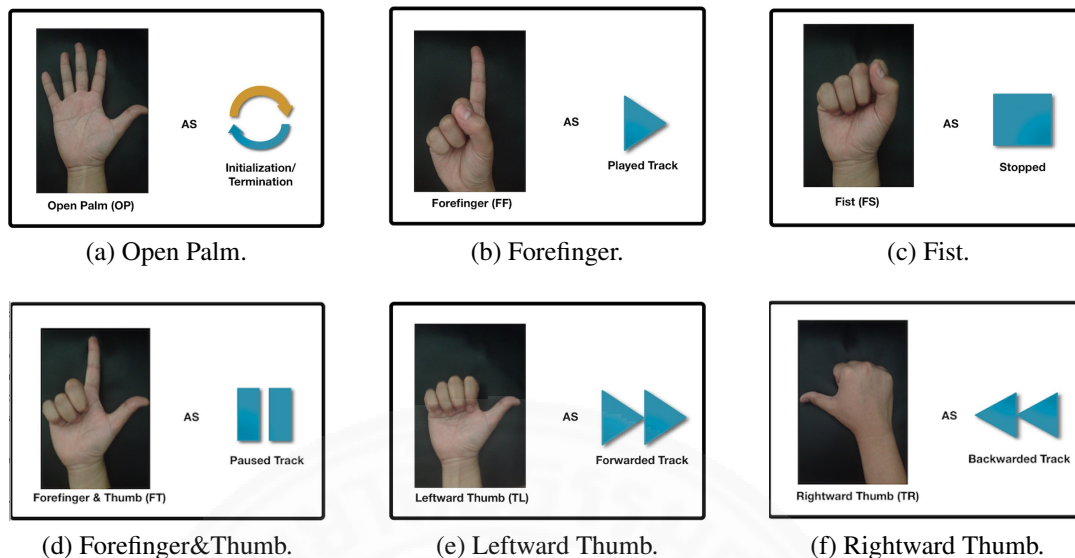 AS
Initialization/
Termination
Open Palm (OP)
(a) Open Palm.
AS
Played Track
Forefinger (FF)
(b) Forefinger.
AS
Stopped
Fist (FS)
(c) Fist.
AS
Paused Track
Forefinger & Thumb (FT)
(d) Forefinger&Thumb.
AS
Forwarded Track
Leftward Thumb (TL)
(e) Leftward Thumb.
AS
Backwarded Track
Rightward Thumb (TR)
(f) Rightward Thumb.